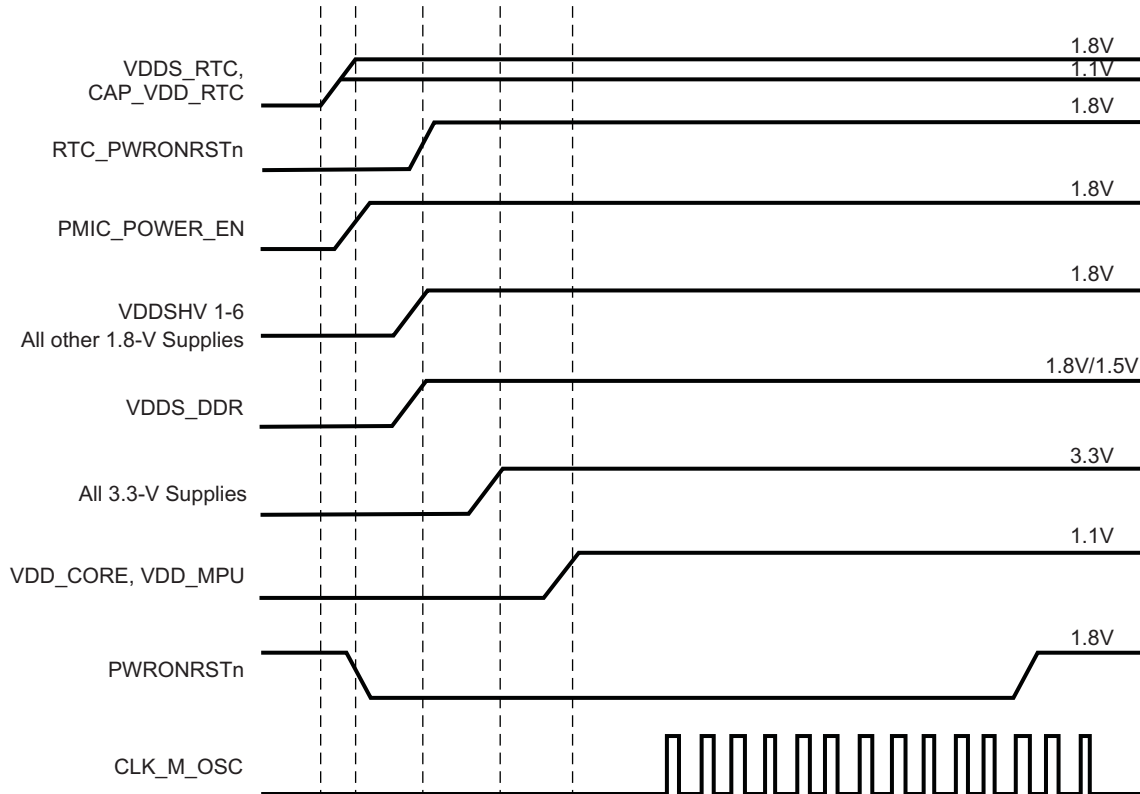 VDDS_RTC,
CAP_VDD_RTC
1.8V
1.1V
RTC_PWRONRSTn
1.8V
PMIC_POWER_EN
1.8V
VDDSHV 1-6
All other 1.8-V Supplies
1.8V
VDDS_DDR
1.8V/1.5V
All 3.3-V Supplies
3.3V
VDD_CORE, VDD_MPU
1.1V
PWRONRSTn
1.8V
CLK_M_OSC